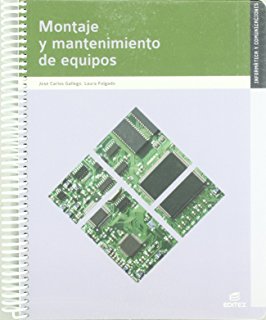 Montaje
y mantenimiento
de equipos
José Carlos Gallego, Laura Folgado
INFORMÁTICA Y COMUNICACIONES
EDITEX